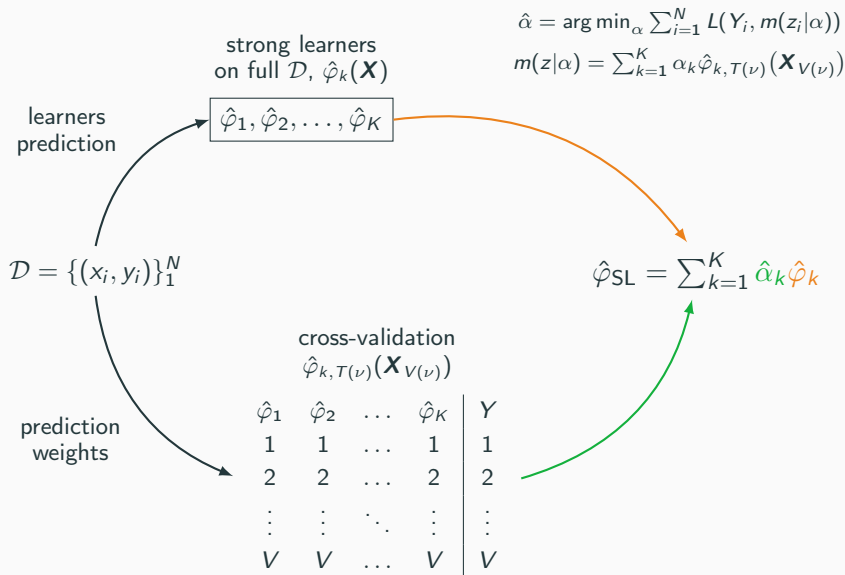 α̂ = arg min_α ∑_{i=1}^N L(Y_i, m(z_i|α))
m(z|α) = ∑_{k=1}^K α_k φ̂_{k,T(ν)}(X_{V(ν)})
strong learners
on full 𝒟, φ̂_k(X)
φ̂_1, φ̂_2, …, φ̂_K
learners
prediction
𝒟 = {(x_i, y_i)}_1^N
φ̂_SL = ∑_{k=1}^K α̂_k φ̂_k
prediction
weights
cross-validation
φ̂_{k,T(ν)}(X_{V(ν)})
φ̂_1 φ̂_2 … φ̂_K Y
1 1 … 1 1
2 2 … 2 2
⋮ ⋮ ⋱ ⋮ ⋮
V V … V V